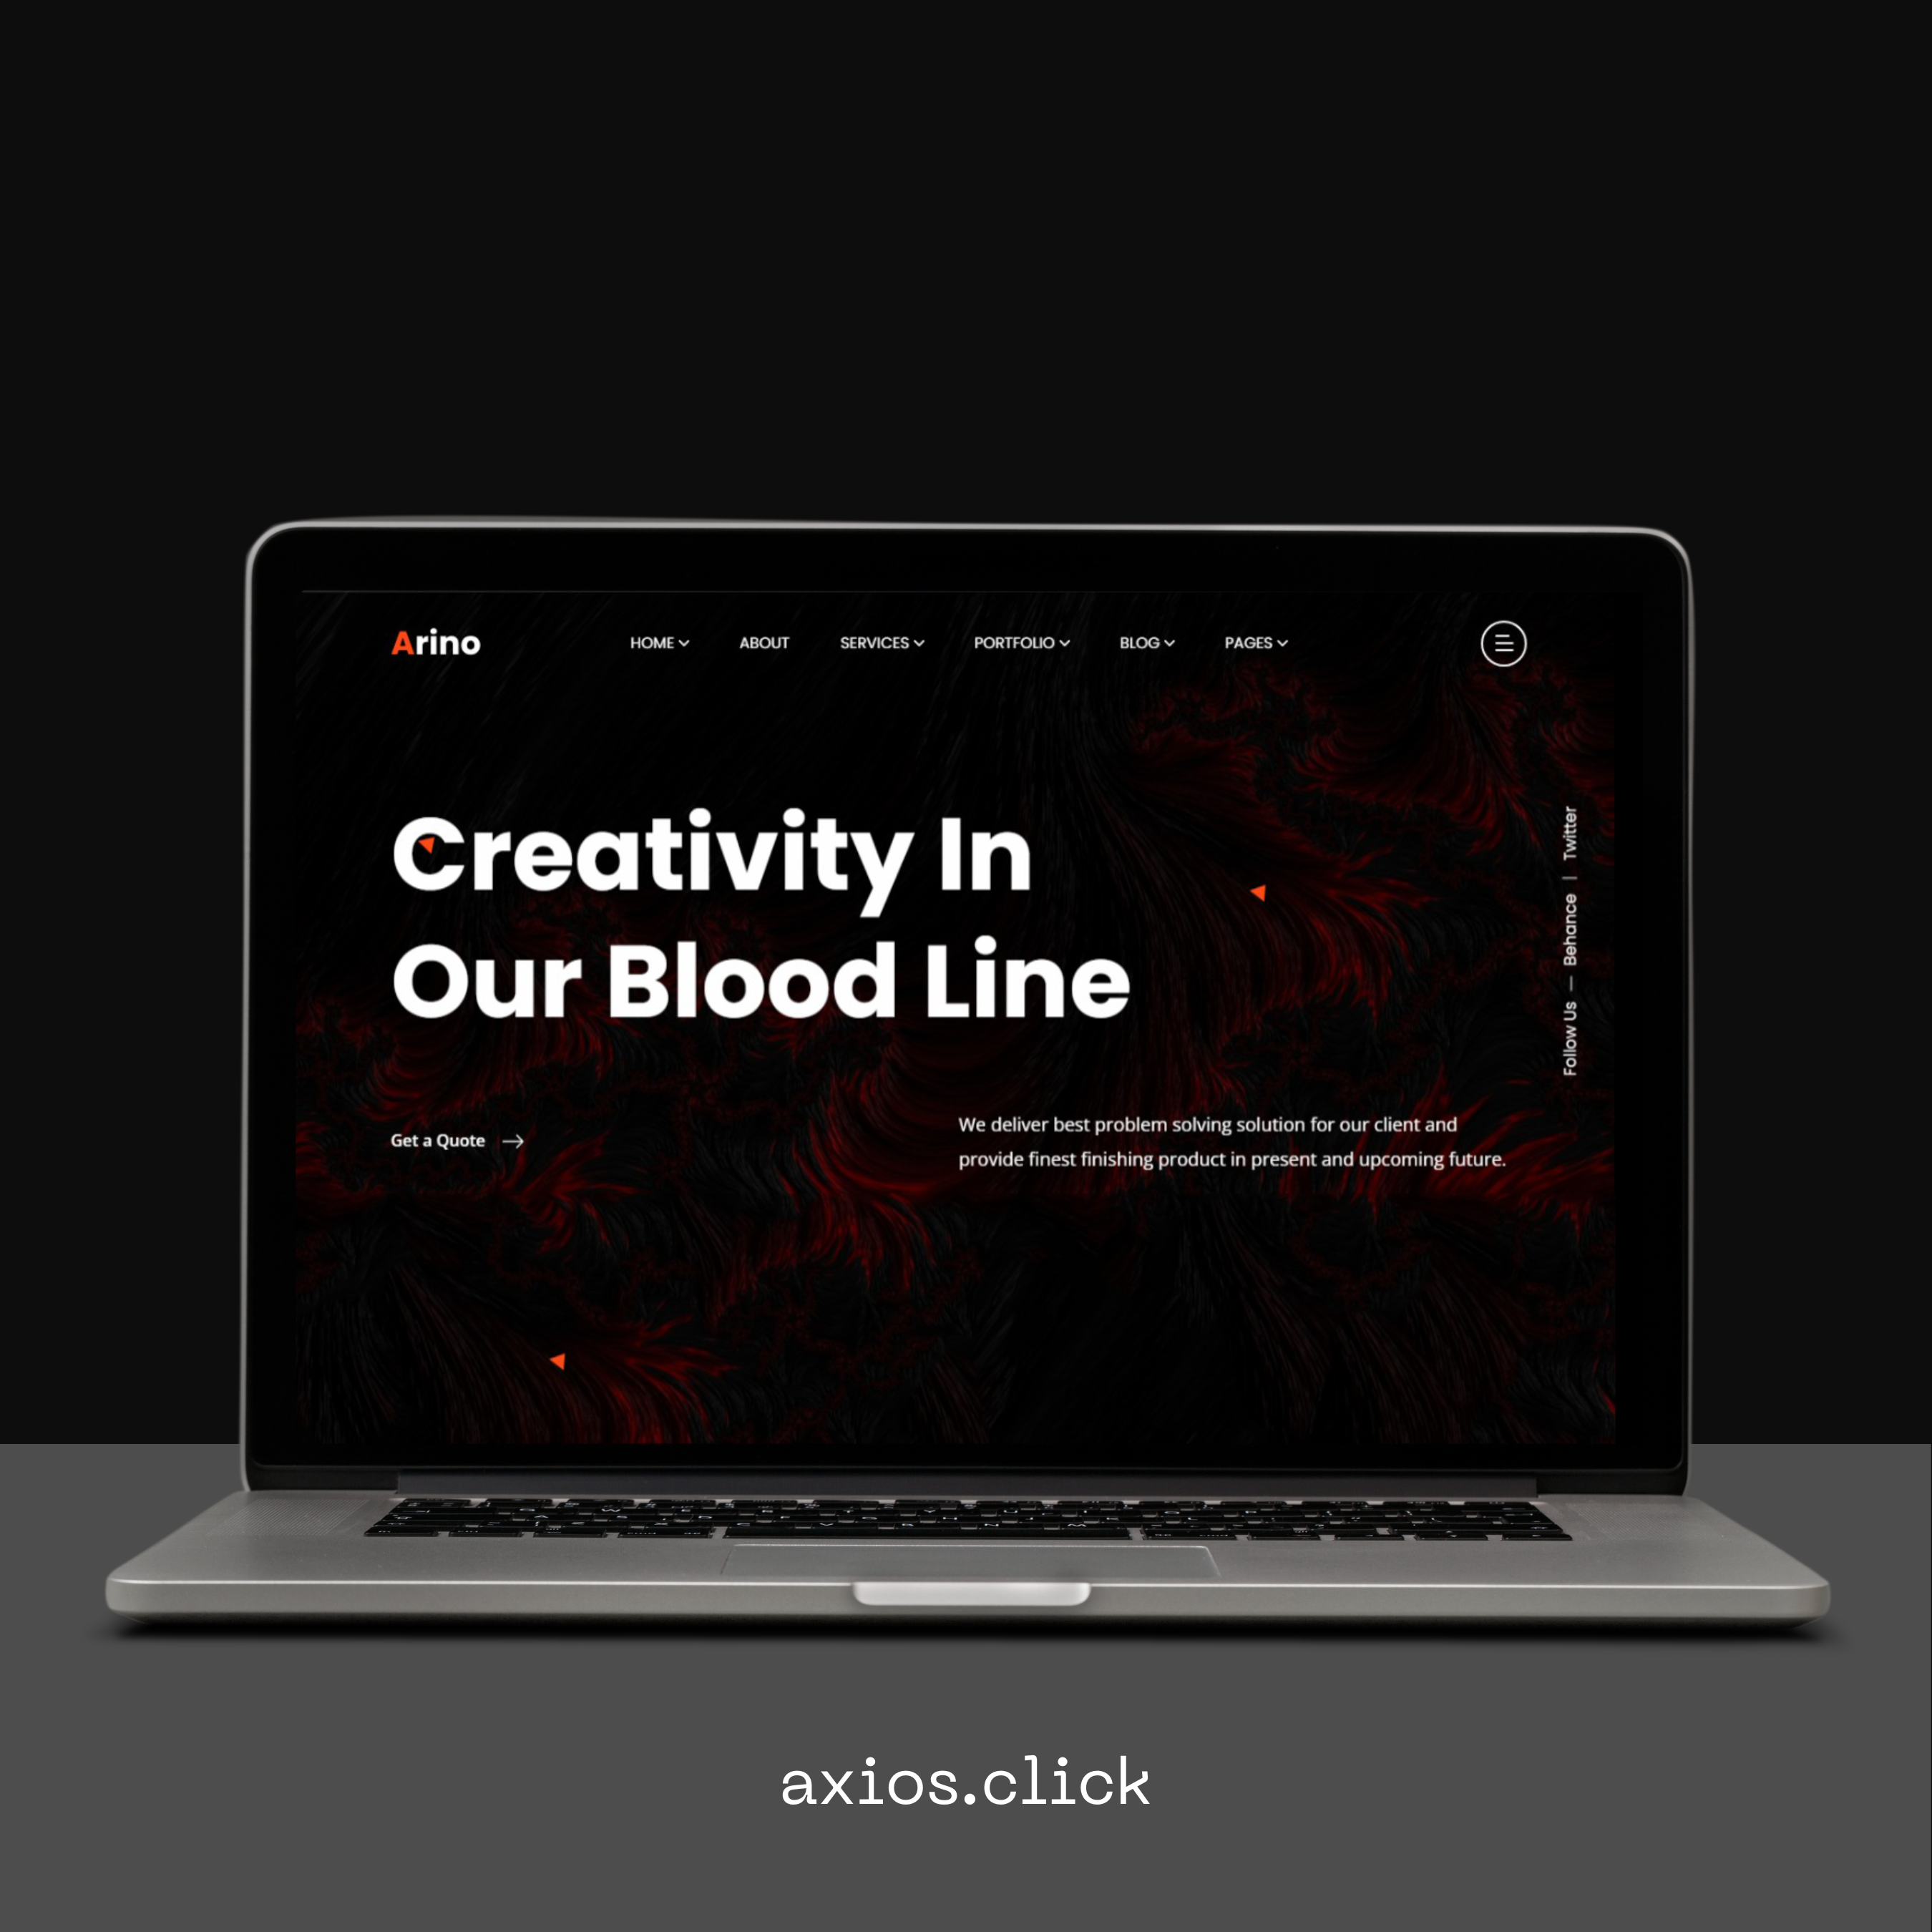 Arino
HOME
ABOUT
SERVICES
PORTFOLIO
BLOG
PAGES
Creativity In
Our Blood Line
Follow Us — Behance | Twitter
Get a Quote
We deliver best problem solving solution for our client and
provide finest finishing product in present and upcoming future.
axios.click